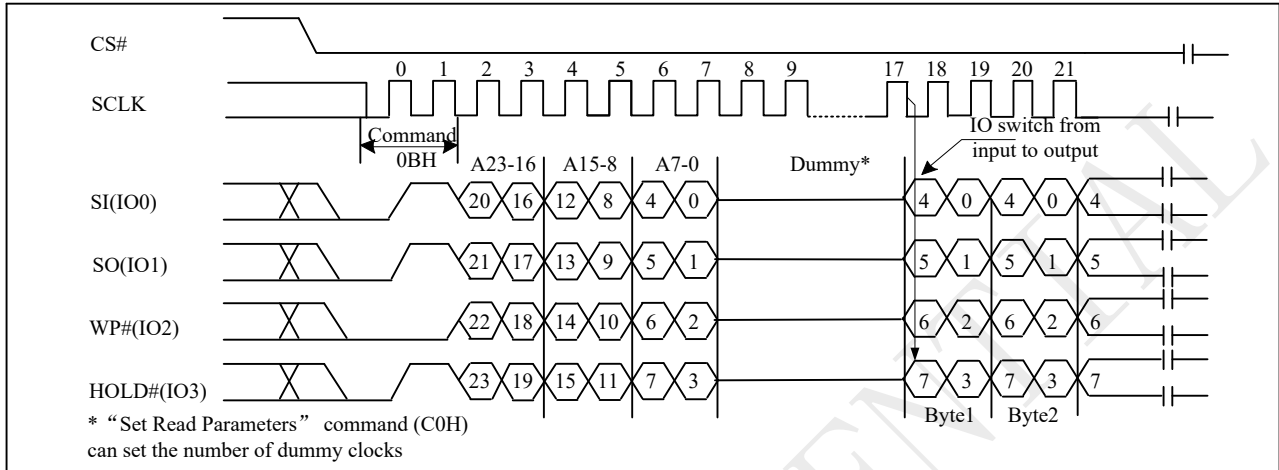 CS#
0 1 2 3 4 5 6 7 8 9 17 18 19 20 21
SCLK
Command
0BH
IO switch from
input to output
A23-16 A15-8 A7-0 Dummy*
SI(IO0) 20 16 12 8 4 0 4 0 4 0 4
SO(IO1) 21 17 13 9 5 1 5 1 5 1 5
WP#(IO2) 22 18 14 10 6 2 6 2 6 2 6
HOLD#(IO3) 23 19 15 11 7 3 7 3 7 3 7
Byte1 Byte2
* “Set Read Parameters” command (C0H)
can set the number of dummy clocks
ENTIAL